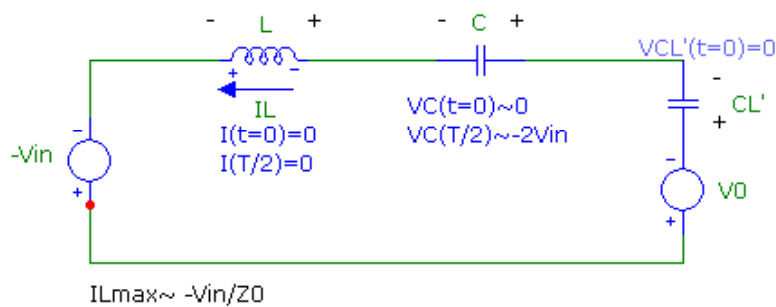 - L +
- C +
VCL'(t=0)=0
+ -
-
IL
VC(t=0)~0
CL'
I(t=0)=0
VC(T/2)~-2Vin
+
-
I(T/2)=0
-Vin
-
V0
+
+
ILmax~ -Vin/Z0